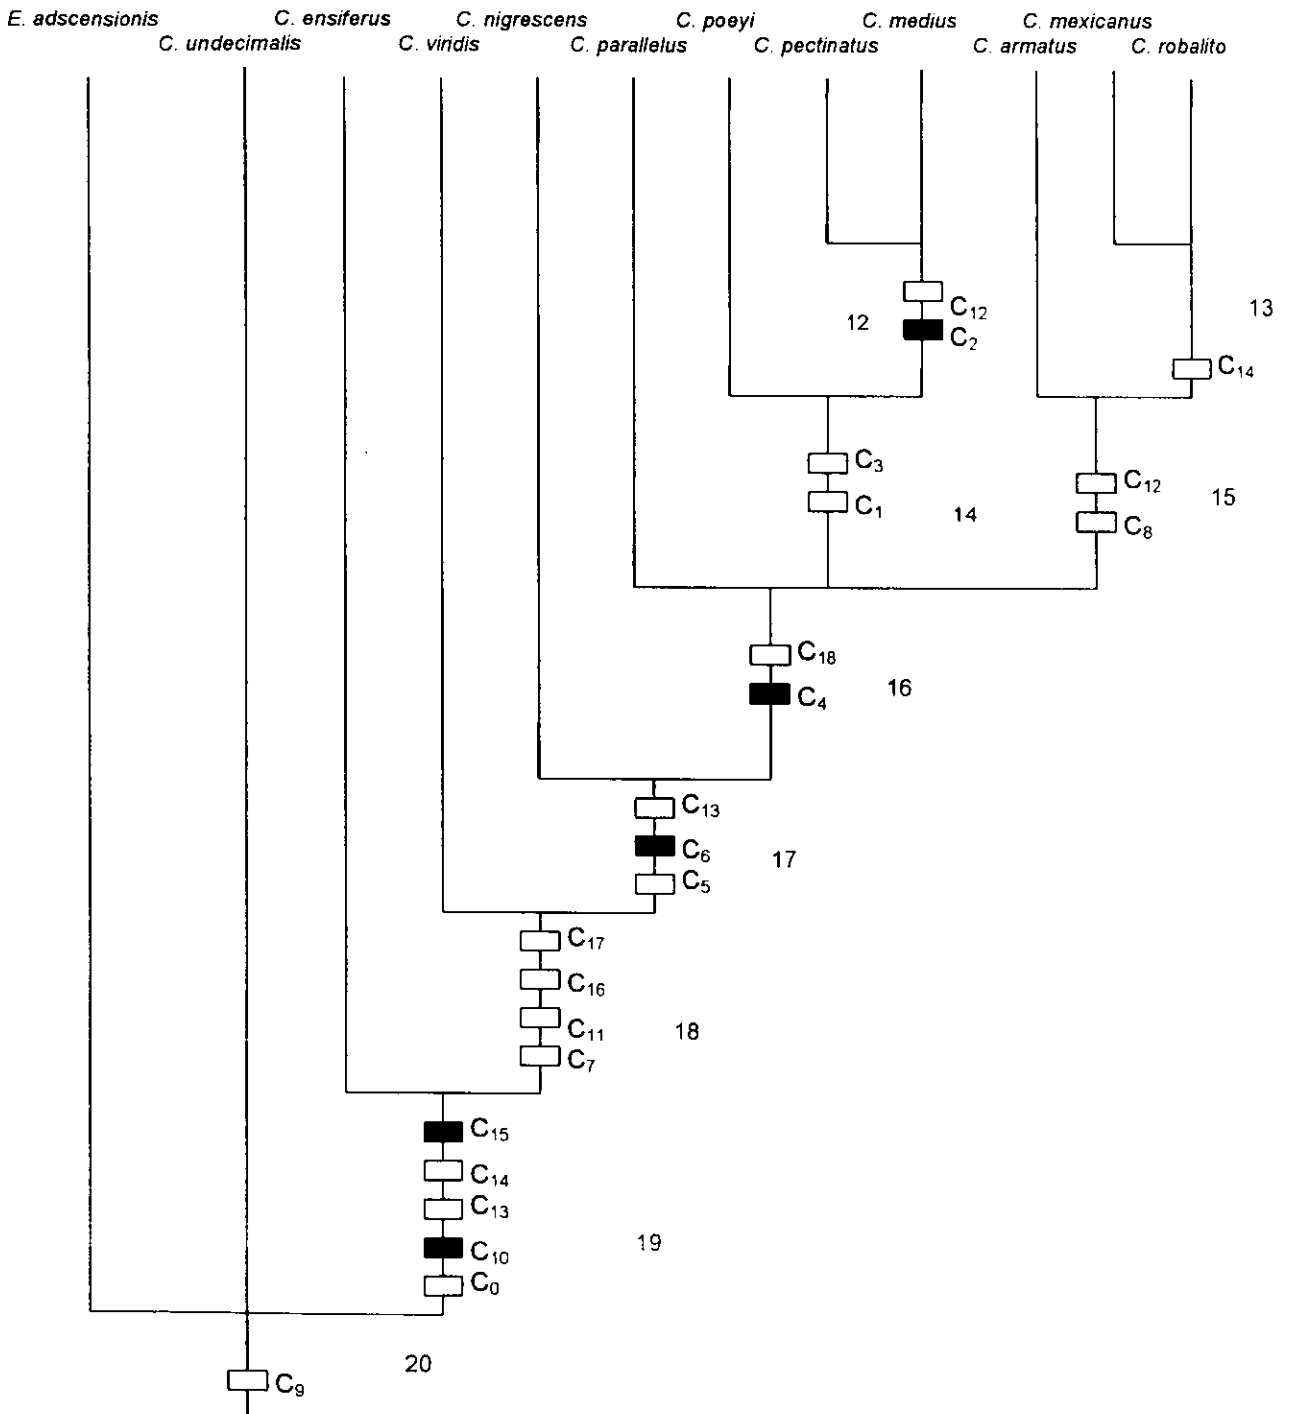 E. adscensionis C. ensiferus C. nigrescens C. poeyi C. medius C. mexicanus
C. undecimalis C. viridis C. parallelus C. pectinatus C. armatus C. robalito
C12
12
C2
13
C14
C3
C1
14
C12
C8
15
C18
C4
16
C13
C6
C5
17
C17
C16
C11
C7
18
C15
C14
C13
C10
C0
19
20
C9